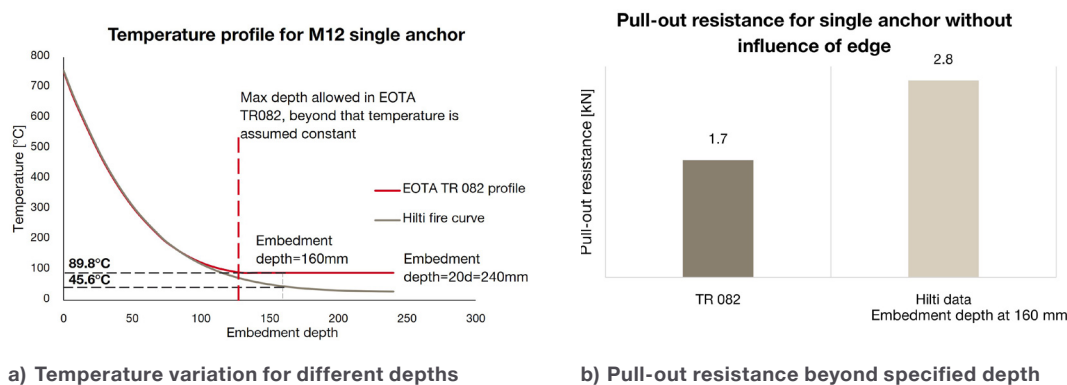 Temperature profile for M12 single anchor
800
700
600
500
400
300
200
100
0
Temperature [°C]
Max depth allowed in EOTA
TR082, beyond that temperature is
assumed constant
EOTA TR 082 profile
Hilti fire curve
Embedment
depth=160mm
Embedment
depth=20d=240mm
89.8°C
45.6°C
0
50
100
150
200
250
300
Embedment depth
a) Temperature variation for different depths
Pull-out resistance for single anchor without
influence of edge
Pull-out resistance [kN]
1.7
2.8
TR 082
Hilti data
Embedment depth at 160 mm
b) Pull-out resistance beyond specified depth